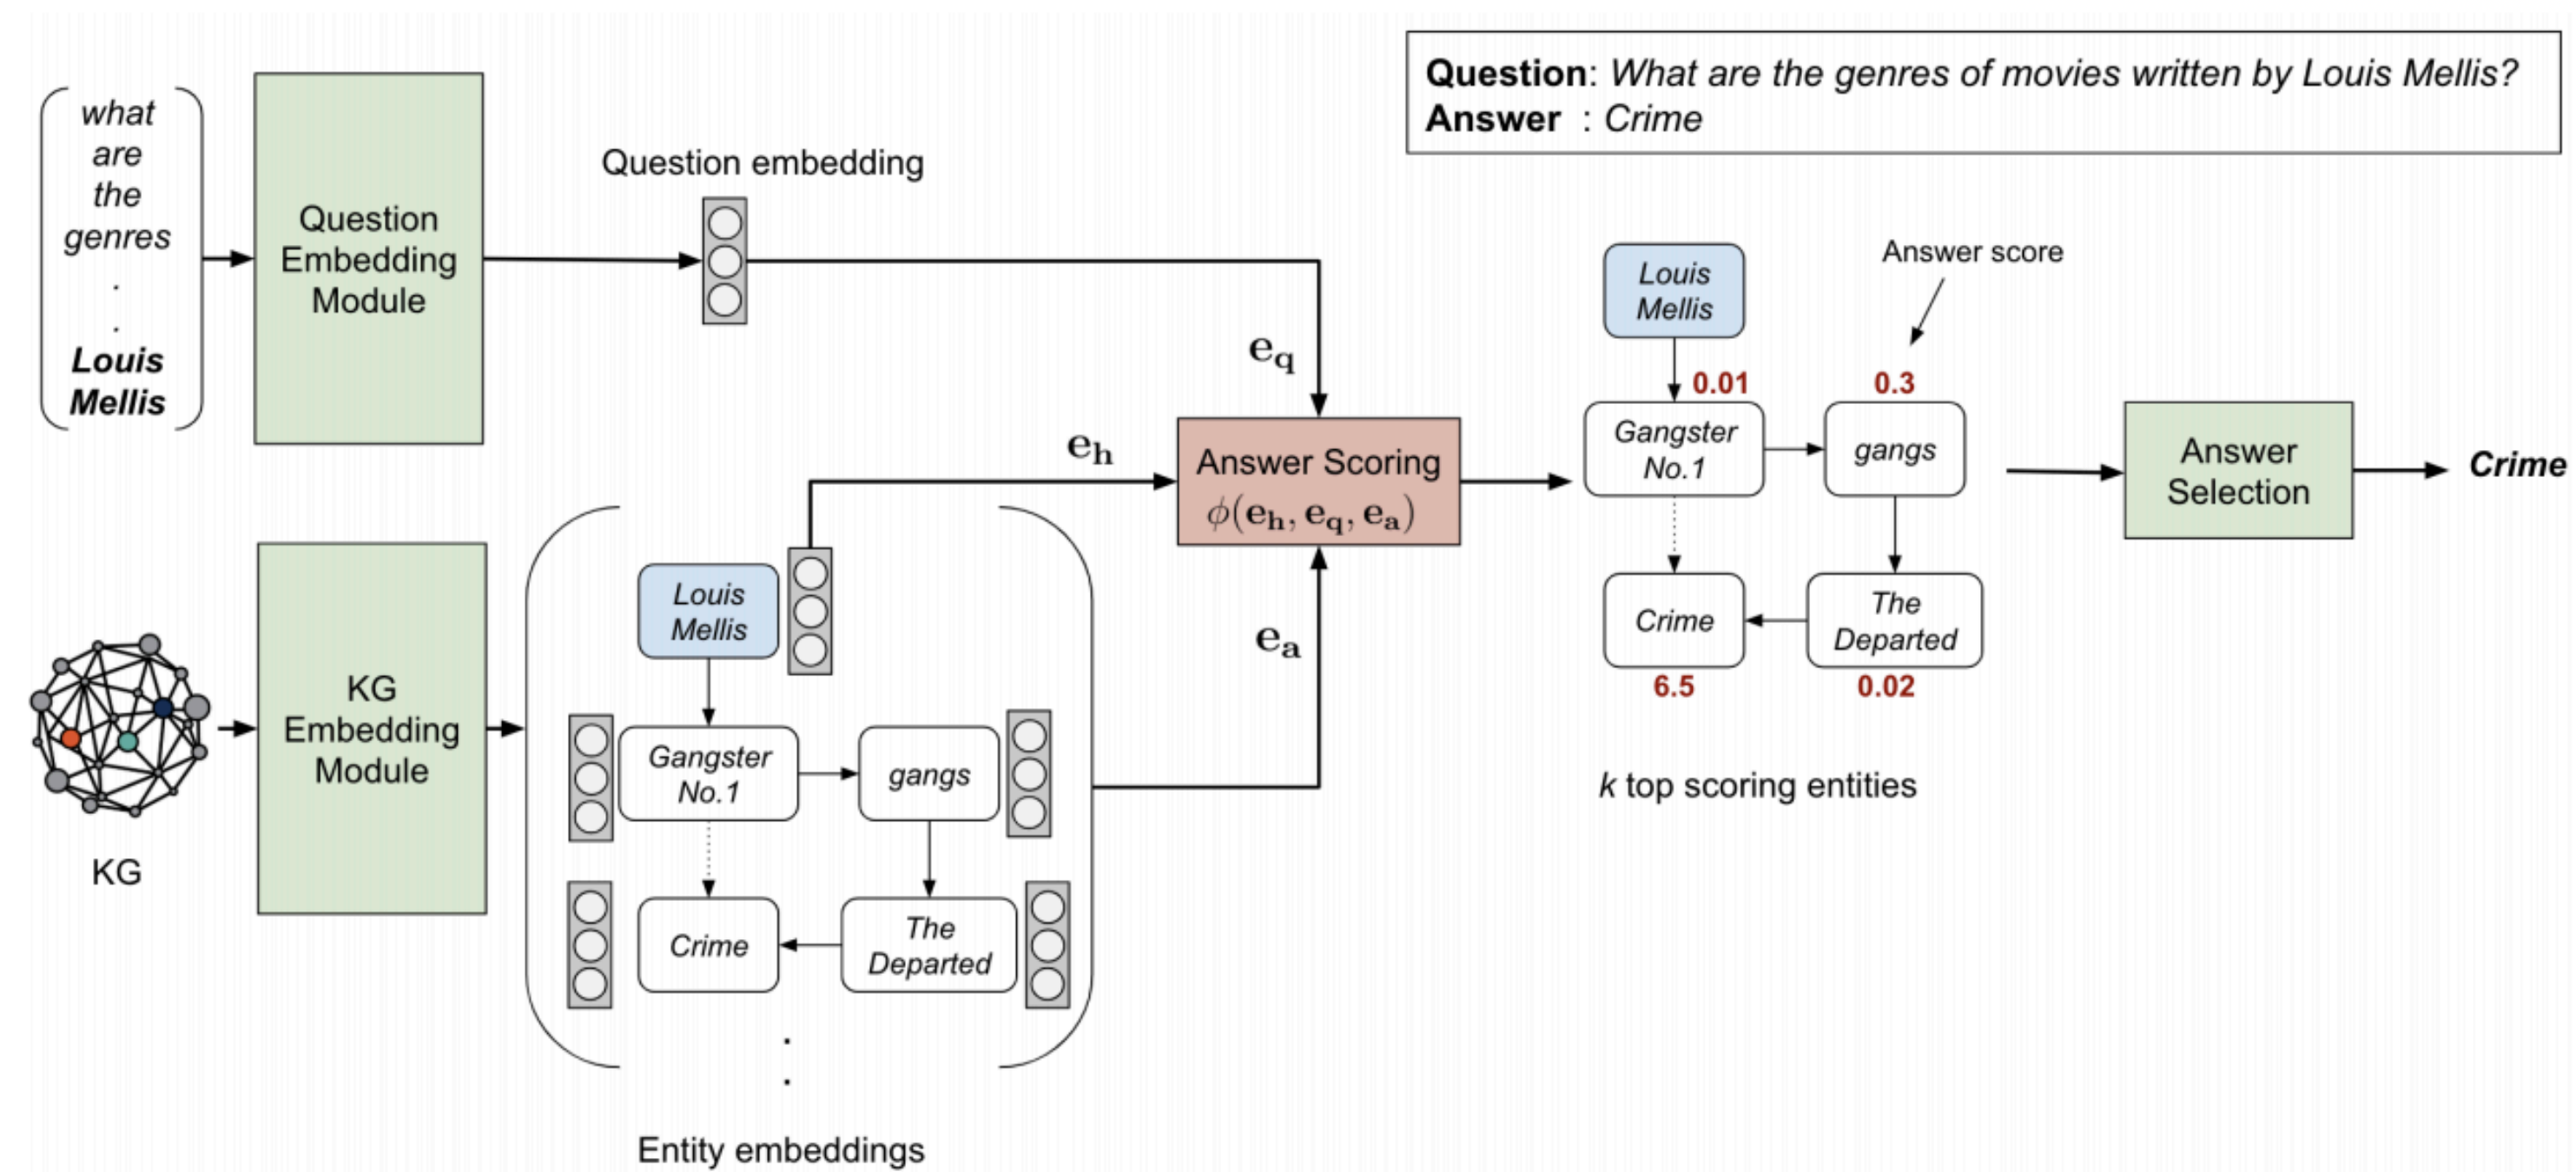 Question: What are the genres of movies written by Louis Mellis?
Answer : Crime
what
are
the
genres
.
.
Louis
Mellis
Question
Embedding
Module
Question embedding
e_q
e_h
Answer Scoring
ϕ(e_h, e_q, e_a)
e_a
KG
KG
Embedding
Module
Louis
Mellis
Gangster
No.1
gangs
Crime
The
Departed
.
.
Entity embeddings
Answer score
Louis
Mellis
0.01
0.3
Gangster
No.1
gangs
Crime
The
Departed
6.5
0.02
k top scoring entities
Answer
Selection
Crime